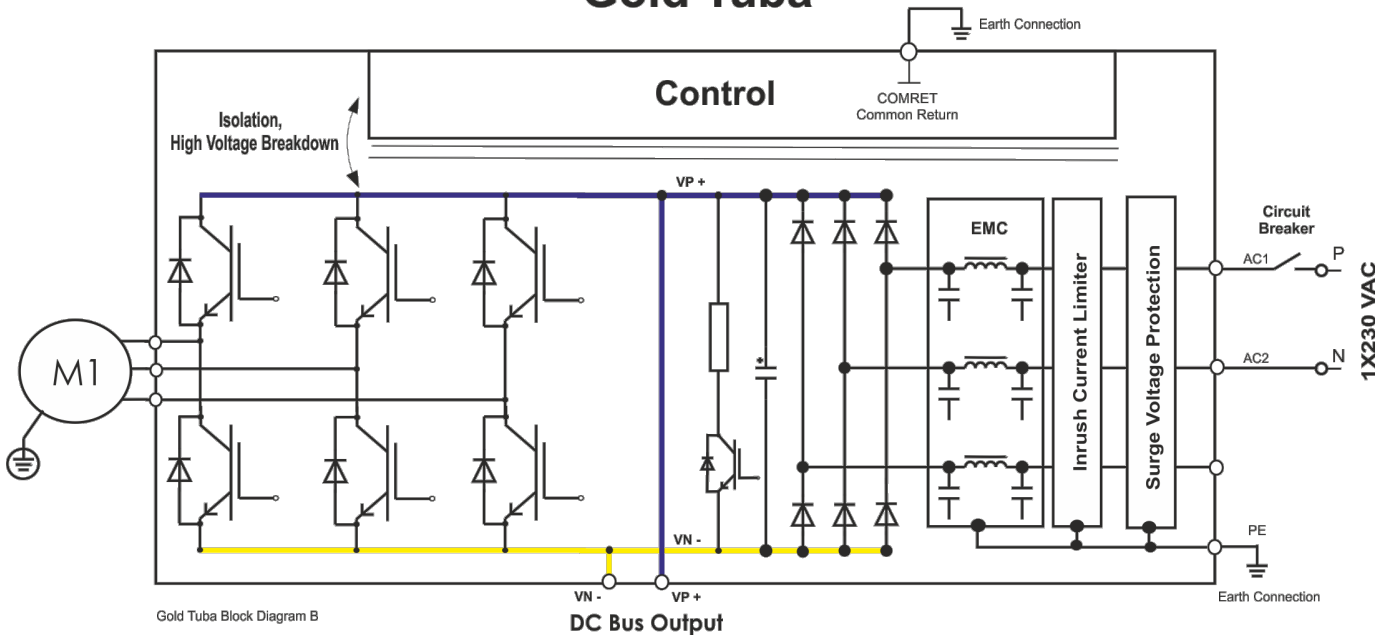 Gold Tuba
Earth Connection
Control
COMRET
Common Return
Isolation,
High Voltage Breakdown
VP +
EMC
Inrush Current Limiter
Surge Voltage Protection
Circuit
Breaker
AC1
P
AC2
N
1X230 VAC
M1
+
VN -
PE
Earth Connection
VN -
VP +
DC Bus Output
Gold Tuba Block Diagram B